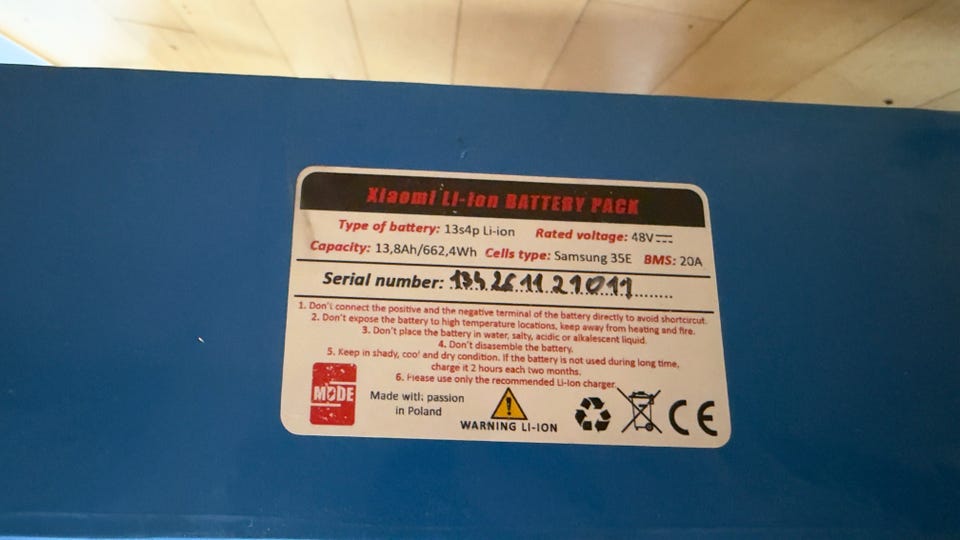 Xiaomi Li-Ion BATTERY PACK
Type of battery: 13s4p Li-ion Rated voltage: 48V
Capacity: 13,8Ah/662,4Wh Cells type: Samsung 35E BMS: 20A
Serial number:
1. Don't connect the positive and the negative terminal of the battery directly to avoid shortcircut.
2. Don't expose the battery to high temperature locations, keep away from heating and fire.
3. Don't place the battery in water, salty, acidic or alkalescent liquid.
4. Don't disasemble the battery.
5. Keep in shady, cool and dry condition. If the battery is not used during long time,
charge it 2 hours each two months.
6. Please use only the recommended Li-Ion charger.
MODE
Made with passion
in Poland
WARNING LI-ION
CE